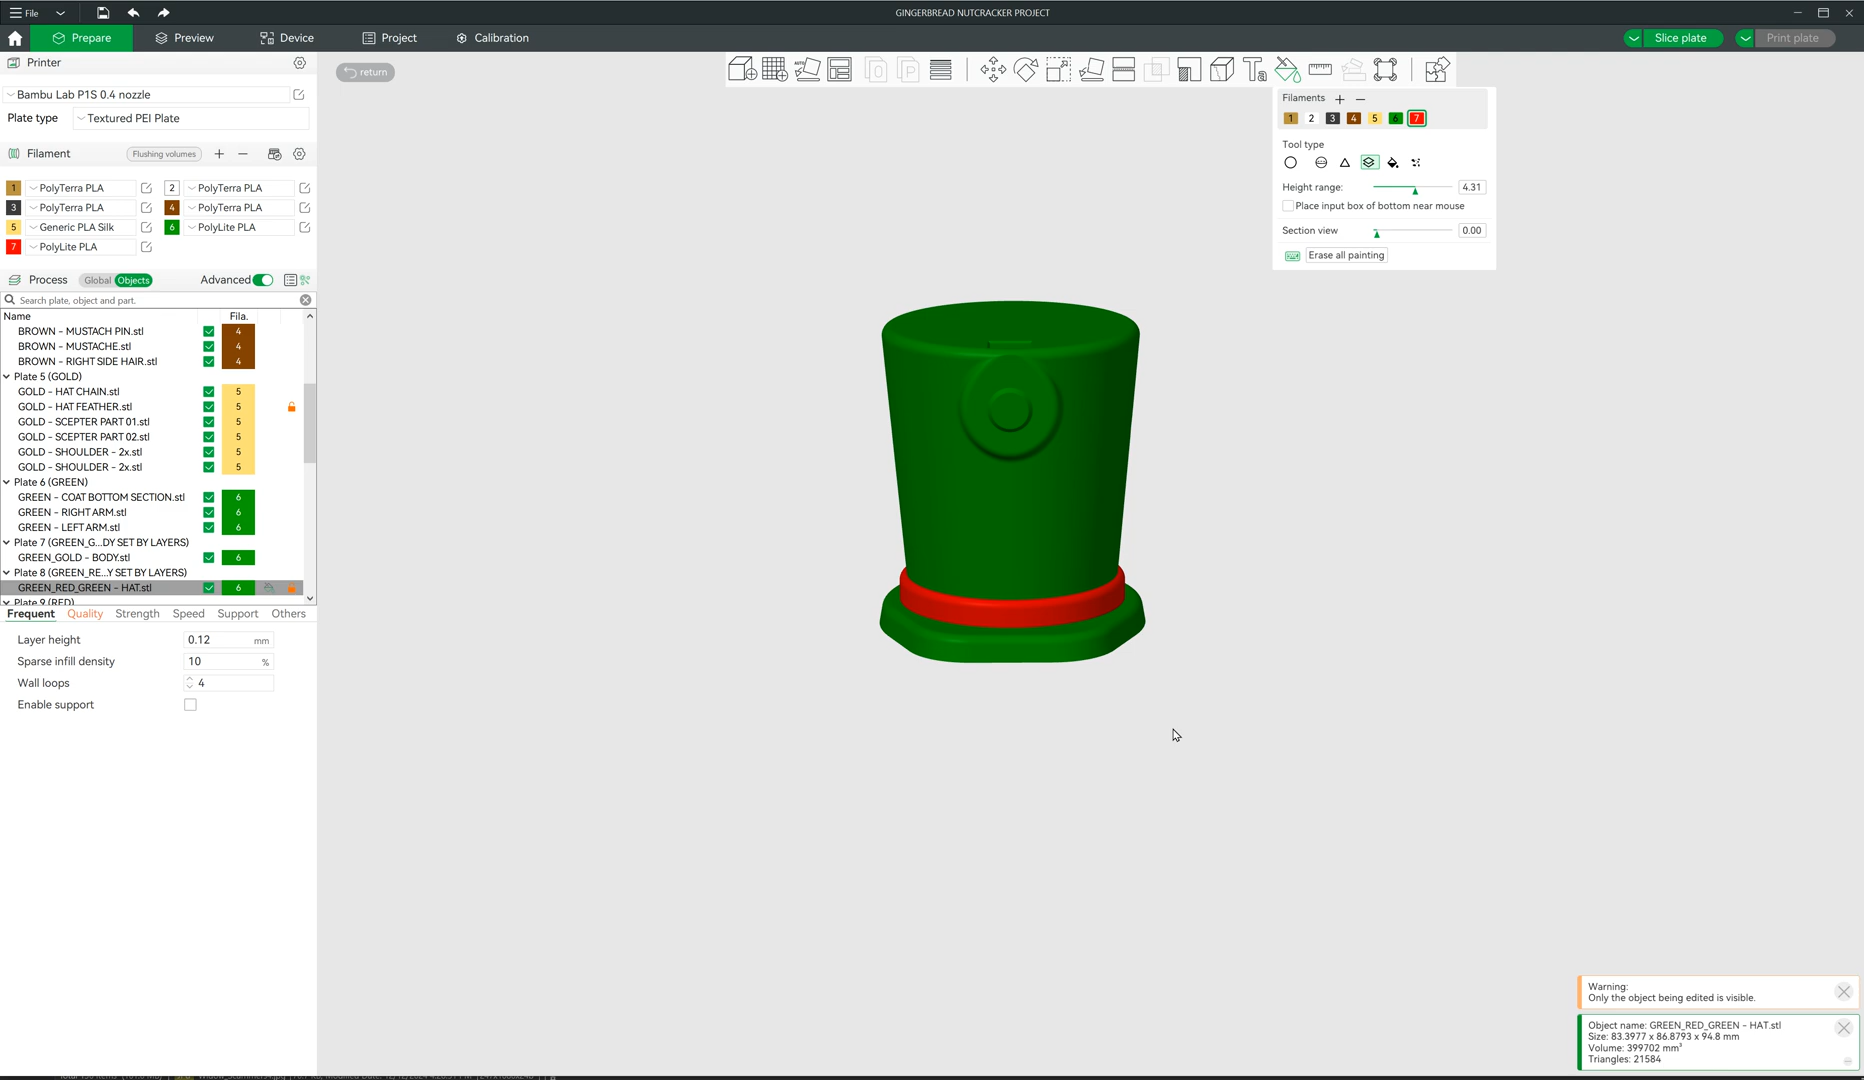 File
GINGERBREAD NUTCRACKER PROJECT
Prepare
Preview
Device
Project
Calibration
Slice plate
Print plate
Printer
return
Bambu Lab P1S 0.4 nozzle
Plate type
Textured PEI Plate
Filament
Flushing volumes
1 PolyTerra PLA
2 PolyTerra PLA
3 PolyTerra PLA
4 PolyTerra PLA
5 Generic PLA Silk
6 PolyLite PLA
7 PolyLite PLA
Process
Global
Objects
Advanced
Search plate, object and part.
Name
Fila.
BROWN - MUSTACH PIN.stl 4
BROWN - MUSTACHE.stl 4
BROWN - RIGHT SIDE HAIR.stl 4
Plate 5 (GOLD)
GOLD - HAT CHAIN.stl 5
GOLD - HAT FEATHER.stl 5
GOLD - SCEPTER PART 01.stl 5
GOLD - SCEPTER PART 02.stl 5
GOLD - SHOULDER - 2x.stl 5
GOLD - SHOULDER - 2x.stl 5
Plate 6 (GREEN)
GREEN - COAT BOTTOM SECTION.stl 6
GREEN - RIGHT ARM.stl 6
GREEN - LEFT ARM.stl 6
Plate 7 (GREEN_G...DY SET BY LAYERS)
GREEN_GOLD - BODY.stl 6
Plate 8 (GREEN_RE...Y SET BY LAYERS)
GREEN_RED_GREEN - HAT.stl 6
Plate 9 (RED)
Frequent
Quality
Strength
Speed
Support
Others
Layer height 0.12 mm
Sparse infill density 10 %
Wall loops 4
Enable support
Filaments
1 2 3 4 5 6 7
Tool type
Height range: 4.31
Place input box of bottom near mouse
Section view 0.00
Erase all painting
Warning:
Only the object being edited is visible.
Object name: GREEN_RED_GREEN - HAT.stl
Size: 83.3977 x 86.8793 x 94.8 mm
Volume: 399702 mm³
Triangles: 21584